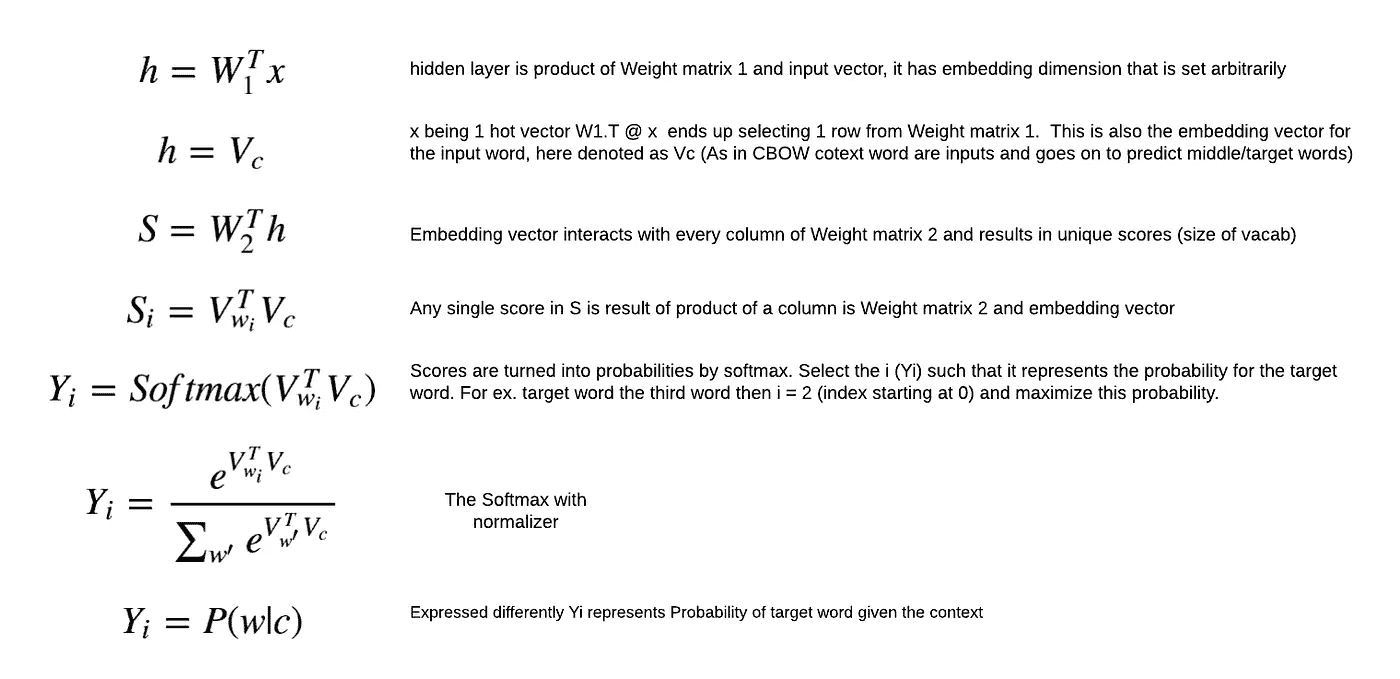 h = W_1^T x
hidden layer is product of Weight matrix 1 and input vector, it has embedding dimension that is set arbitrarily
h = V_c
x being 1 hot vector W1.T @ x  ends up selecting 1 row from Weight matrix 1.  This is also the embedding vector for
the input word, here denoted as Vc (As in CBOW cotext word are inputs and goes on to predict middle/target words)
S = W_2^T h
Embedding vector interacts with every column of Weight matrix 2 and results in unique scores (size of vacab)
S_i = V_{w_i}^T V_c
Any single score in S is result of product of a column is Weight matrix 2 and embedding vector
Y_i = Softmax(V_{w_i}^T V_c)
Scores are turned into probabilities by softmax. Select the i (Yi) such that it represents the probability for the target
word. For ex. target word the third word then i = 2 (index starting at 0) and maximize this probability.
Y_i = \frac{e^{V_{w_i}^T V_c}}{\sum_{w'} e^{V_{w'}^T V_c}}
The Softmax with
normalizer
Y_i = P(w|c)
Expressed differently Yi represents Probability of target word given the context